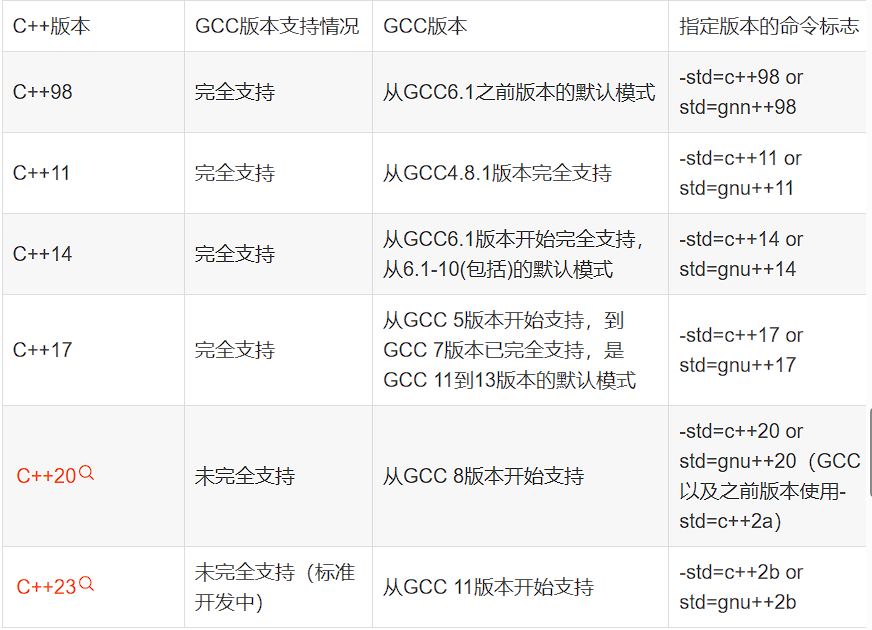 C++版本
GCC版本支持情况
GCC版本
指定版本的命令标志
C++98
完全支持
从GCC6.1之前版本的默认模式
-std=c++98 or
std=gnn++98
C++11
完全支持
从GCC4.8.1版本完全支持
-std=c++11 or
std=gnu++11
C++14
完全支持
从GCC6.1版本开始完全支持，
从6.1-10(包括)的默认模式
-std=c++14 or
std=gnu++14
C++17
完全支持
从GCC 5版本开始支持，到
GCC 7版本已完全支持，是
GCC 11到13版本的默认模式
-std=c++17 or
std=gnu++17
C++20
未完全支持
从GCC 8版本开始支持
-std=c++20 or
std=gnu++20（GCC
以及之前版本使用-
std=c++2a）
C++23
未完全支持（标准
开发中）
从GCC 11版本开始支持
-std=c++2b or
std=gnu++2b